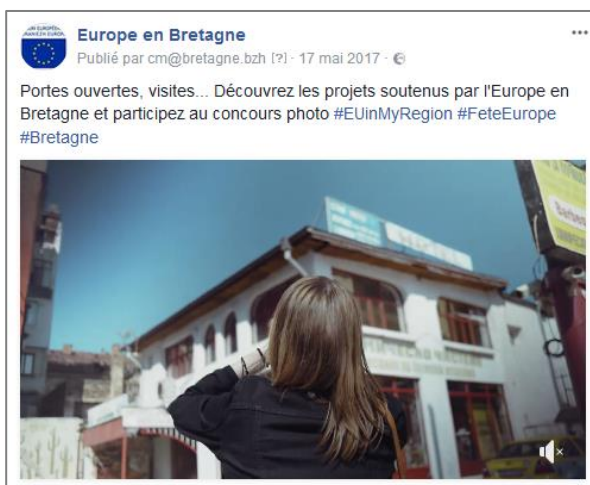 Europe en Bretagne
Publié par cm@bretagne.bzh [?] · 17 mai 2017 ·
Portes ouvertes, visites... Découvrez les projets soutenus par l'Europe en
Bretagne et participez au concours photo #EUinMyRegion #FeteEurope
#Bretagne